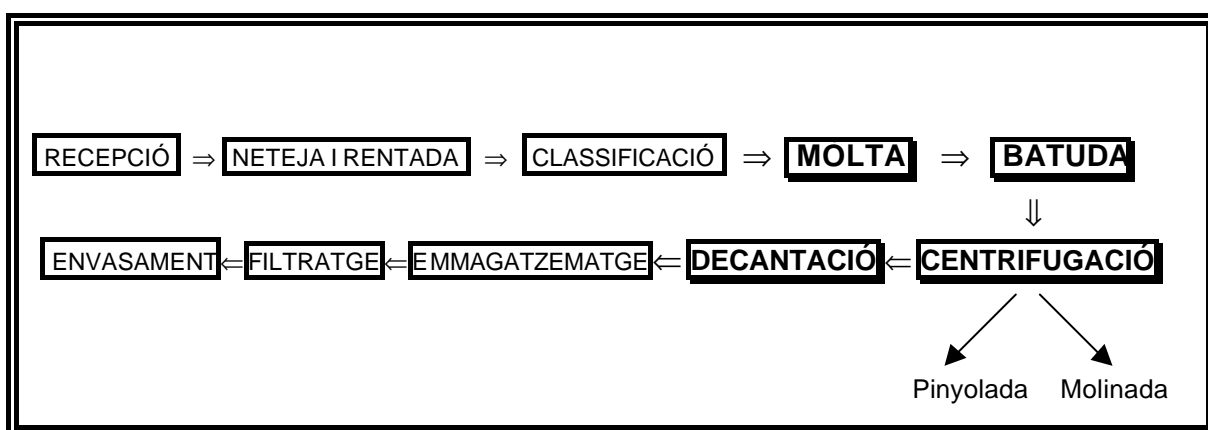 RECEPCIÓ ⇒ NETEJA I RENTADA ⇒ CLASSIFICACIÓ ⇒ MOLTA ⇒ BATUDA
⇓
ENVASAMENT ⇐ FILTRATGE ⇐ EMMAGATZEMATGE ⇐ DECANTACIÓ ⇐ CENTRIFUGACIÓ
Pinyolada Molinada